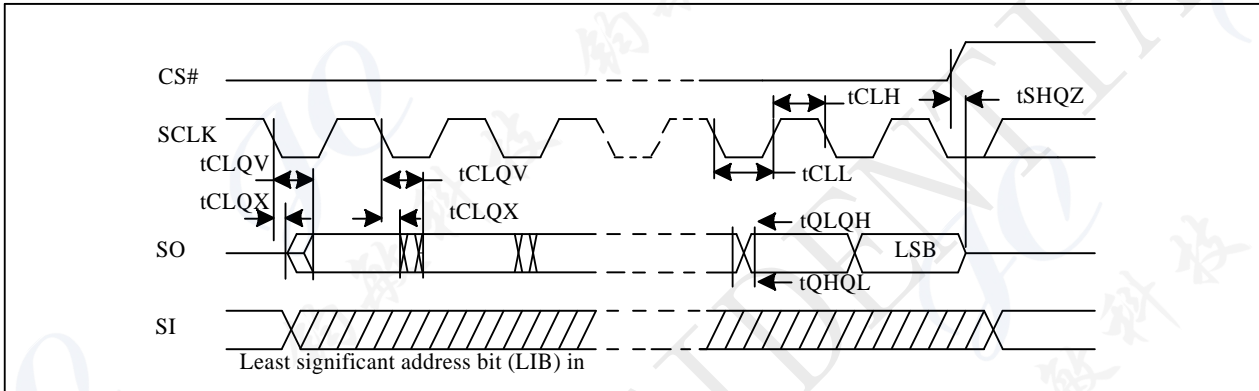 CS#
tCLH
tSHQZ
SCLK
tCLQV
tCLQV
tCLL
tCLQX
tCLQX
tQLQH
SO
LSB
tQHQL
SI
Least significant address bit (LIB) in